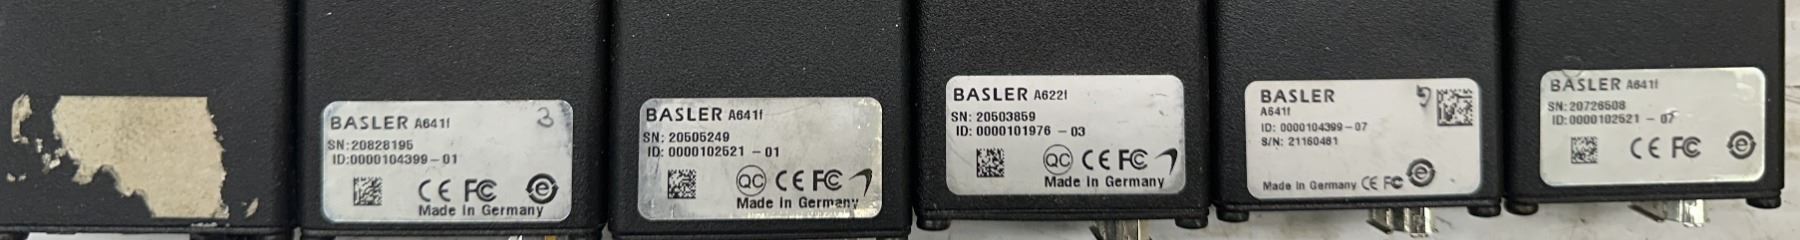 BASLER A641f 3
SN:20828195
ID:0000104399-01
CE FC e
Made In Germany
BASLER A641f
SN: 20505249
ID: 0000102521 -01
QC CE FC
Made In Germany
BASLER A622f
SN: 20503859
ID: 0000101976 -03
QC CE FC
Made In Germany
BASLER
A641f
ID: 0000104399-07
S/N: 21160481
Made in Germany CE FC e
BASLER A641f
SN: 20726508
ID:0000102521 -07
CE FC e